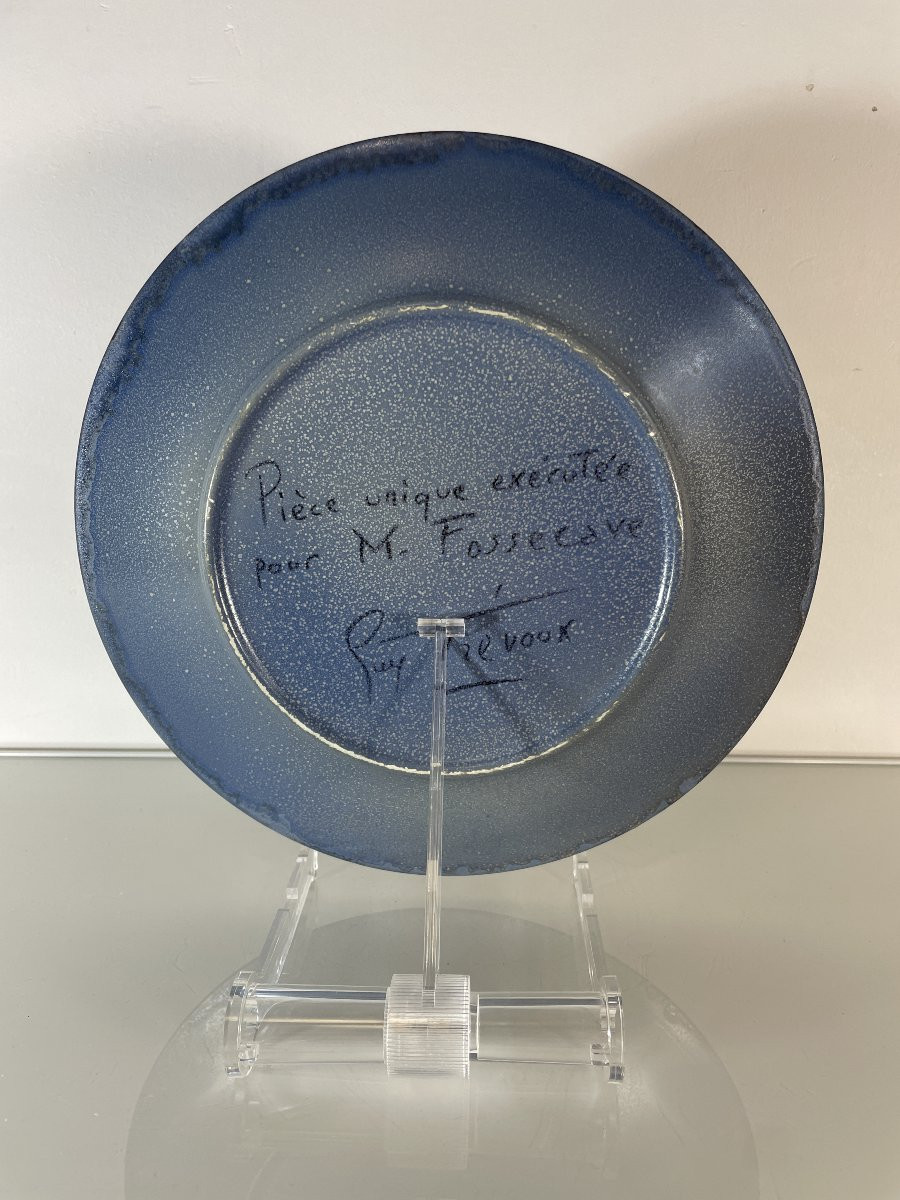 Pièce unique exécutée
pour M. Fossecave
Guy Trévoux